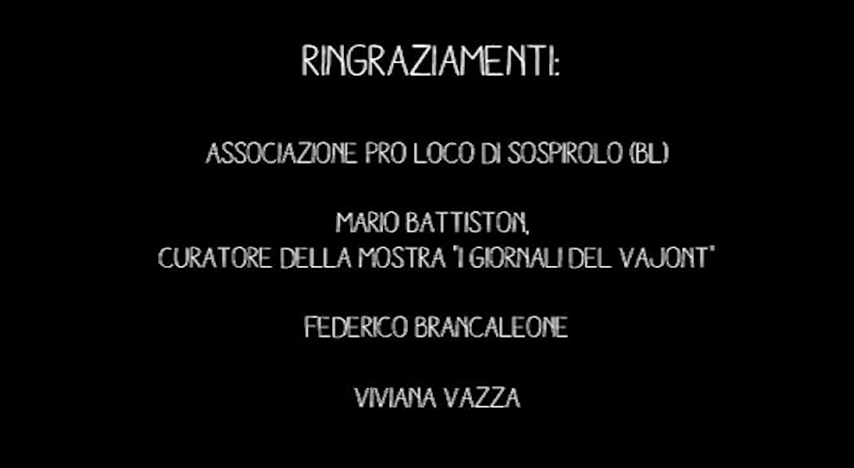 RINGRAZIAMENTI:
ASSOCIAZIONE PRO LOCO DI SOSPIROLO (BL)
MARIO BATTISTON,
CURATORE DELLA MOSTRA "I GIORNALI DEL VAJONT"
FEDERICO BRANCALEONE
VIVIANA VAZZA